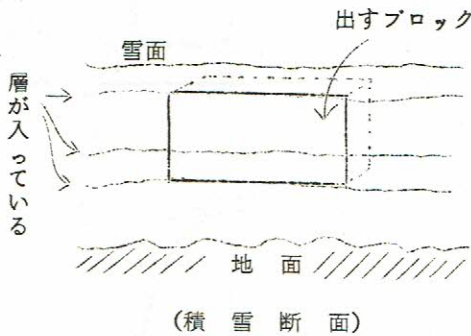 出すブロック
雪面
層が入っている
地面
(積雪断面)